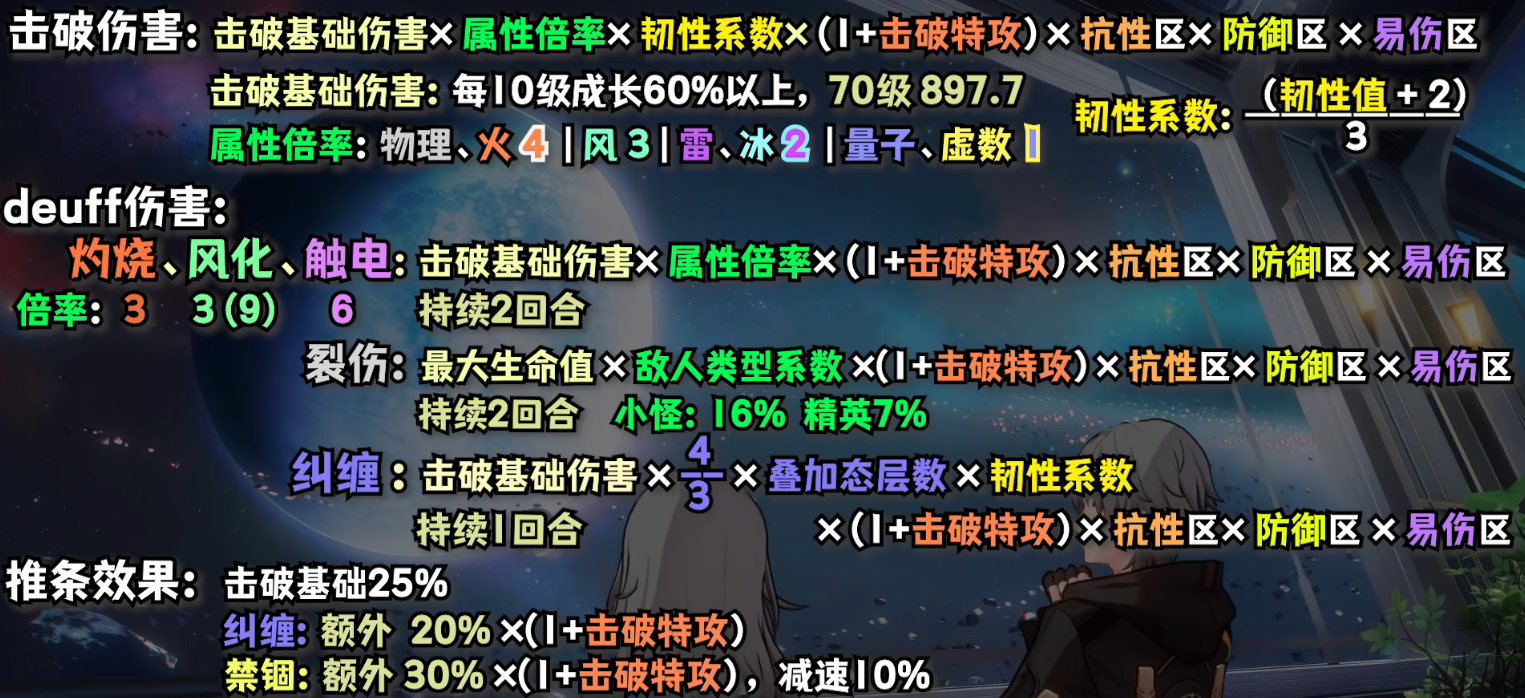 击破伤害: 击破基础伤害×属性倍率×韧性系数×(1+击破特攻)×抗性区×防御区×易伤区
击破基础伤害: 每10级成长60%以上, 70级 897.7
韧性系数: (韧性值+2)
3
属性倍率: 物理、火4|风3|雷、冰2|量子、虚数1
deuff伤害:
灼烧、风化、触电: 击破基础伤害×属性倍率×(1+击破特攻)×抗性区×防御区×易伤区
倍率: 3 3(9) 6 持续2回合
裂伤: 最大生命值×敌人类型系数×(1+击破特攻)×抗性区×防御区×易伤区
持续2回合 小怪: 16% 精英7%
纠缠: 击破基础伤害×4/3×叠加态层数×韧性系数
持续1回合 ×(1+击破特攻)×抗性区×防御区×易伤区
推条效果: 击破基础25%
纠缠: 额外 20%×(1+击破特攻)
禁锢: 额外 30%×(1+击破特攻), 减速10%